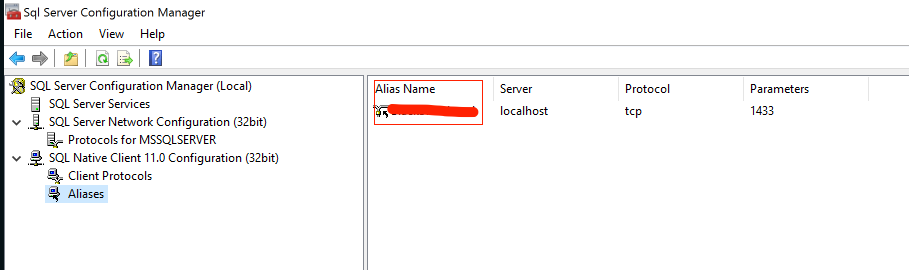 Sql Server Configuration Manager
File Action View Help
SQL Server Configuration Manager (Local)
SQL Server Services
SQL Server Network Configuration (32bit)
Protocols for MSSQLSERVER
SQL Native Client 11.0 Configuration (32bit)
Client Protocols
Aliases
Alias Name Server Protocol Parameters
localhost tcp 1433